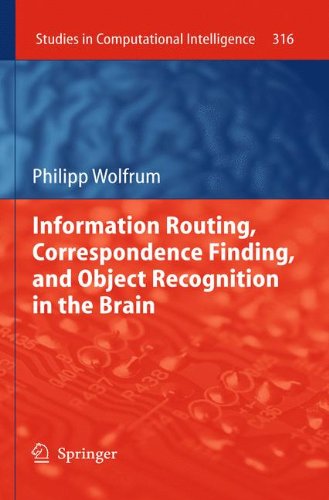 Studies in Computational Intelligence 316
Philipp Wolfrum
Information Routing,
Correspondence Finding,
and Object Recognition
in the Brain
Springer